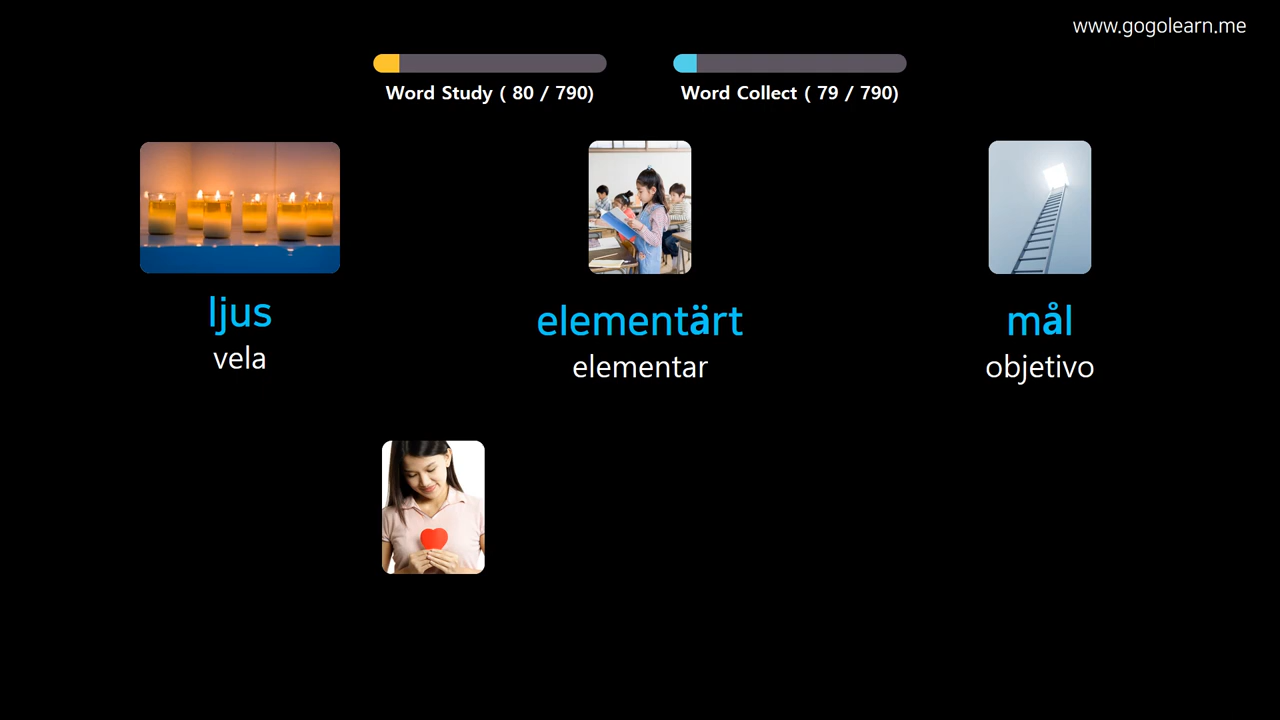 www.gogolearn.me
Word Study ( 80 / 790)
Word Collect ( 79 / 790)
ljus
vela
elementärt
elementar
mål
objetivo